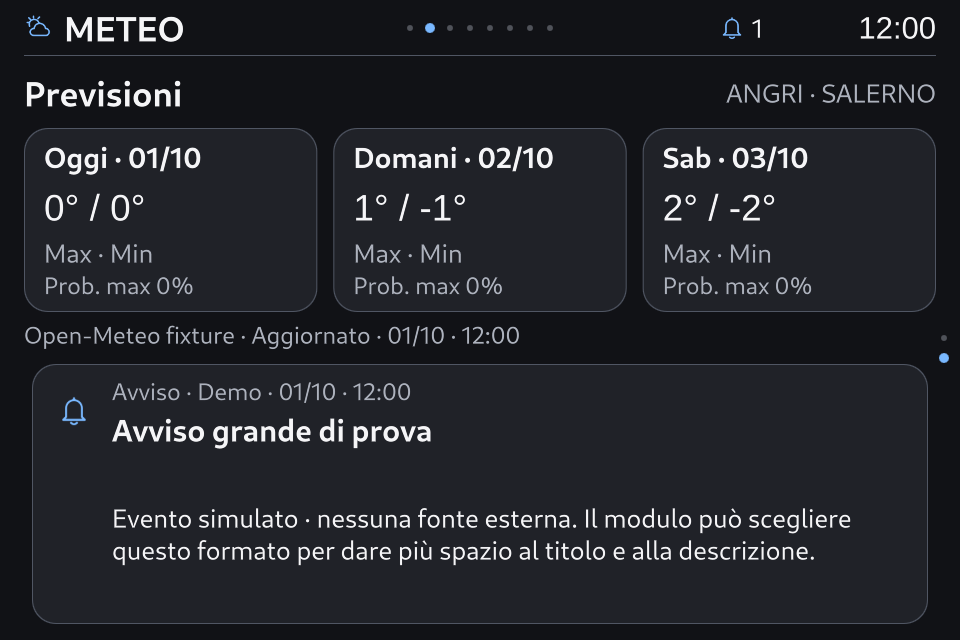 METEO
1
12:00
Previsioni
ANGRI · SALERNO
Oggi · 01/10
0° / 0°
Max · Min
Prob. max 0%
Domani · 02/10
1° / -1°
Max · Min
Prob. max 0%
Sab · 03/10
2° / -2°
Max · Min
Prob. max 0%
Open-Meteo fixture · Aggiornato · 01/10 · 12:00
Avviso · Demo · 01/10 · 12:00
Avviso grande di prova
Evento simulato · nessuna fonte esterna. Il modulo può scegliere
questo formato per dare più spazio al titolo e alla descrizione.